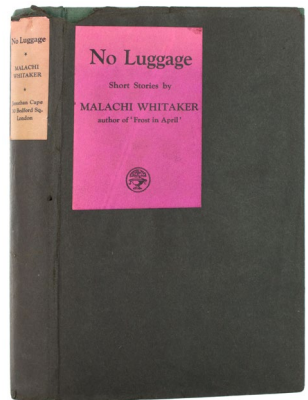 No Luggage
MALACHI
WHITAKER
Jonathan Cape
Bedford Sq.
London
No Luggage
Short Stories by
MALACHI WHITAKER
author of 'Frost in April'